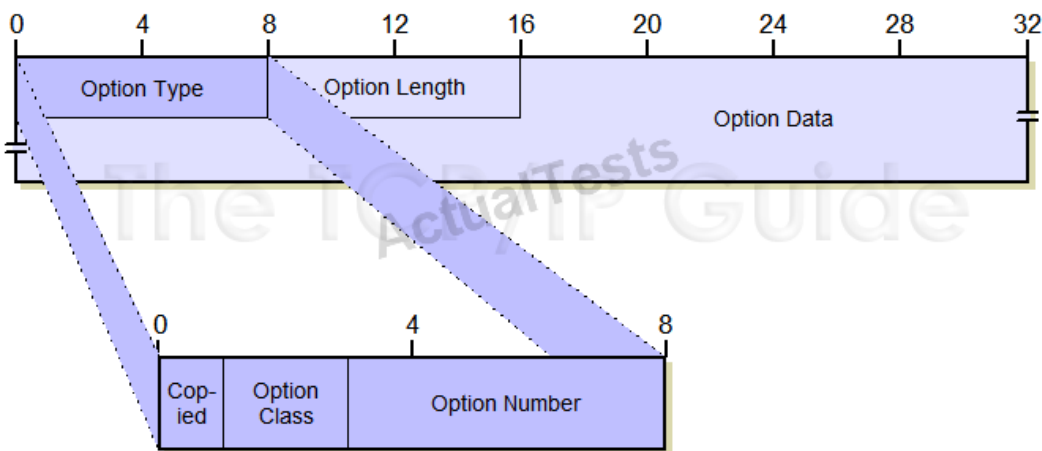 0 4 8 12 16 20 24 28 32
Option Type
Option Length
Option Data
The TCP/IP Guide
ActualTests
0 4 8
Cop-
ied
Option
Class
Option Number